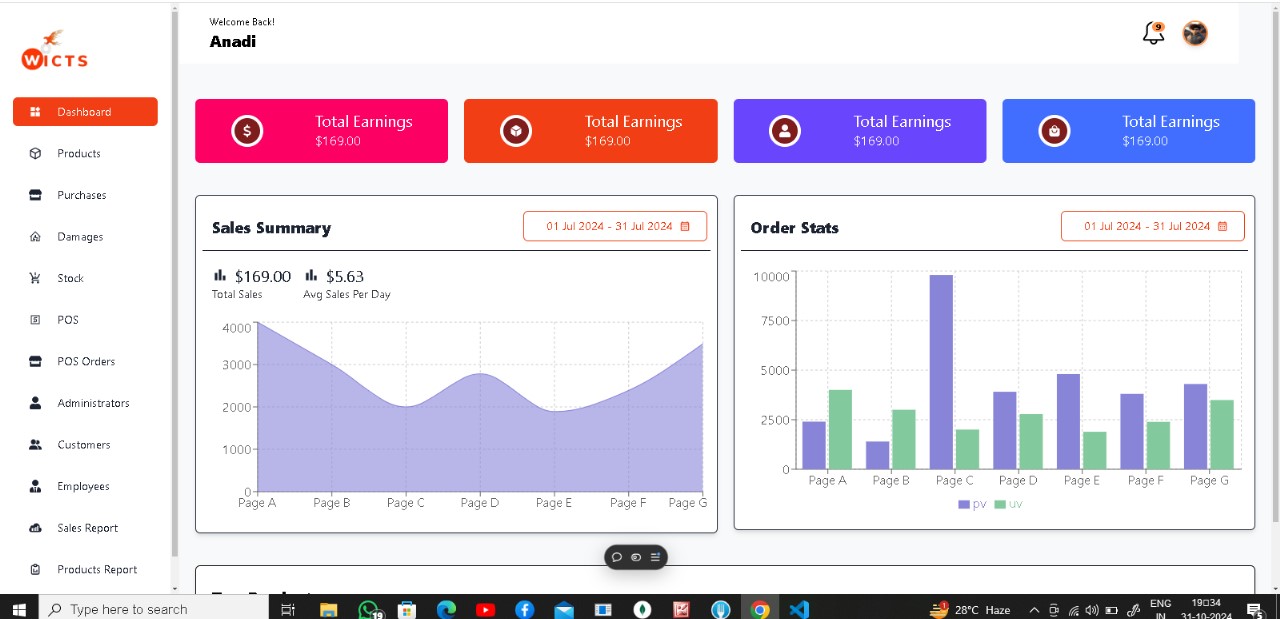 Welcome Back!
Anadi
9
WICTS
Dashboard
Products
Purchases
Damages
Stock
POS
POS Orders
Administrators
Customers
Employees
Sales Report
Products Report
Total Earnings
$169.00
Total Earnings
$169.00
Total Earnings
$169.00
Total Earnings
$169.00
Sales Summary
01 Jul 2024 - 31 Jul 2024
$169.00
Total Sales
$5.63
Avg Sales Per Day
4000
3000
2000
1000
0
Page A Page B Page C Page D Page E Page F Page G
Order Stats
01 Jul 2024 - 31 Jul 2024
10000
7500
5000
2500
0
Page A Page B Page C Page D Page E Page F Page G
pv uv
Type here to search
19
28°C Haze
ENG
IN
19:34
31-10-2024
5